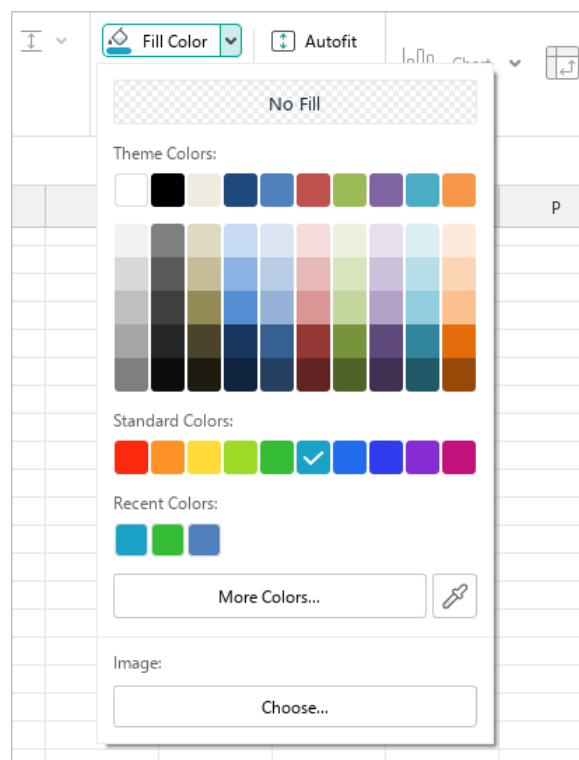 Fill Color
Autofit
No Fill
Theme Colors:
P
Standard Colors:
Recent Colors:
More Colors...
Image:
Choose...